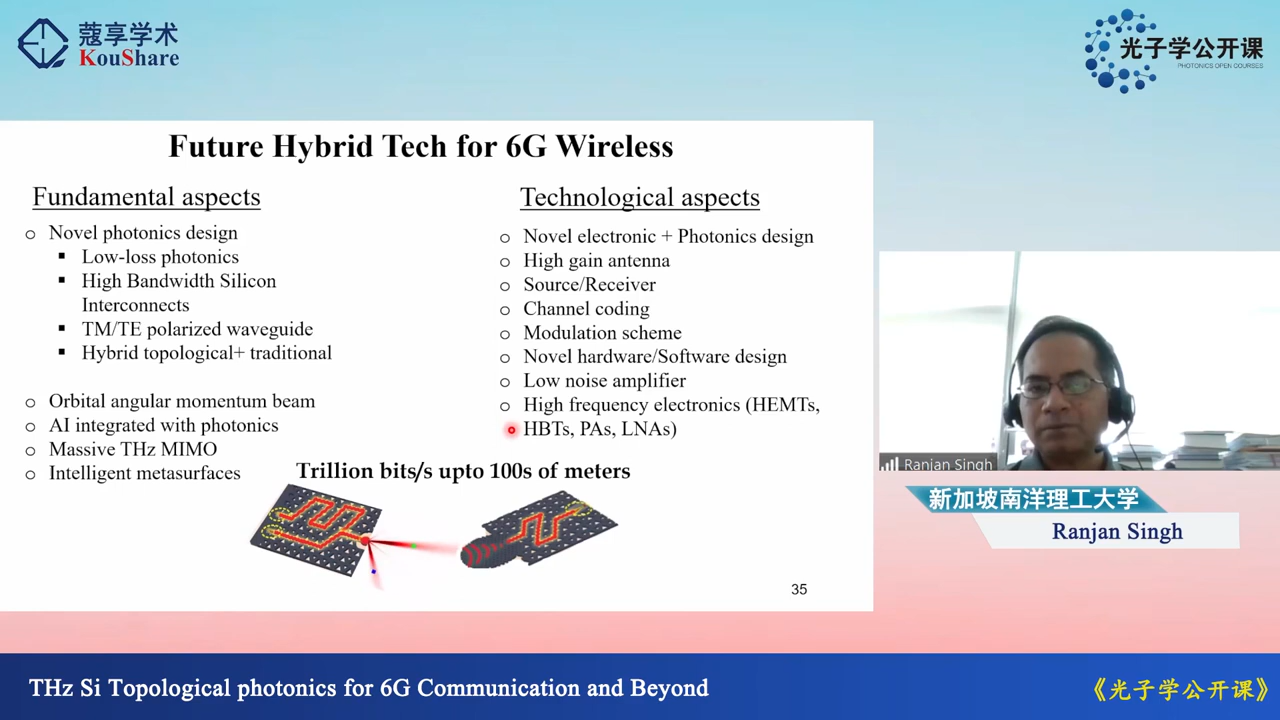 蔻享学术
KouShare
光子学公开课
PHOTONICS OPEN COURSES
Future Hybrid Tech for 6G Wireless
Fundamental aspects
o Novel photonics design
▪ Low-loss photonics
▪ High Bandwidth Silicon
Interconnects
▪ TM/TE polarized waveguide
▪ Hybrid topological+ traditional
o Orbital angular momentum beam
o AI integrated with photonics
o Massive THz MIMO
o Intelligent metasurfaces
Technological aspects
o Novel electronic + Photonics design
o High gain antenna
o Source/Receiver
o Channel coding
o Modulation scheme
o Novel hardware/Software design
o Low noise amplifier
o High frequency electronics (HEMTs,
HBTs, PAs, LNAs)
Trillion bits/s upto 100s of meters
35
Ranjan Singh
新加坡南洋理工大学
Ranjan Singh
THz Si Topological photonics for 6G Communication and Beyond
《光子学公开课》